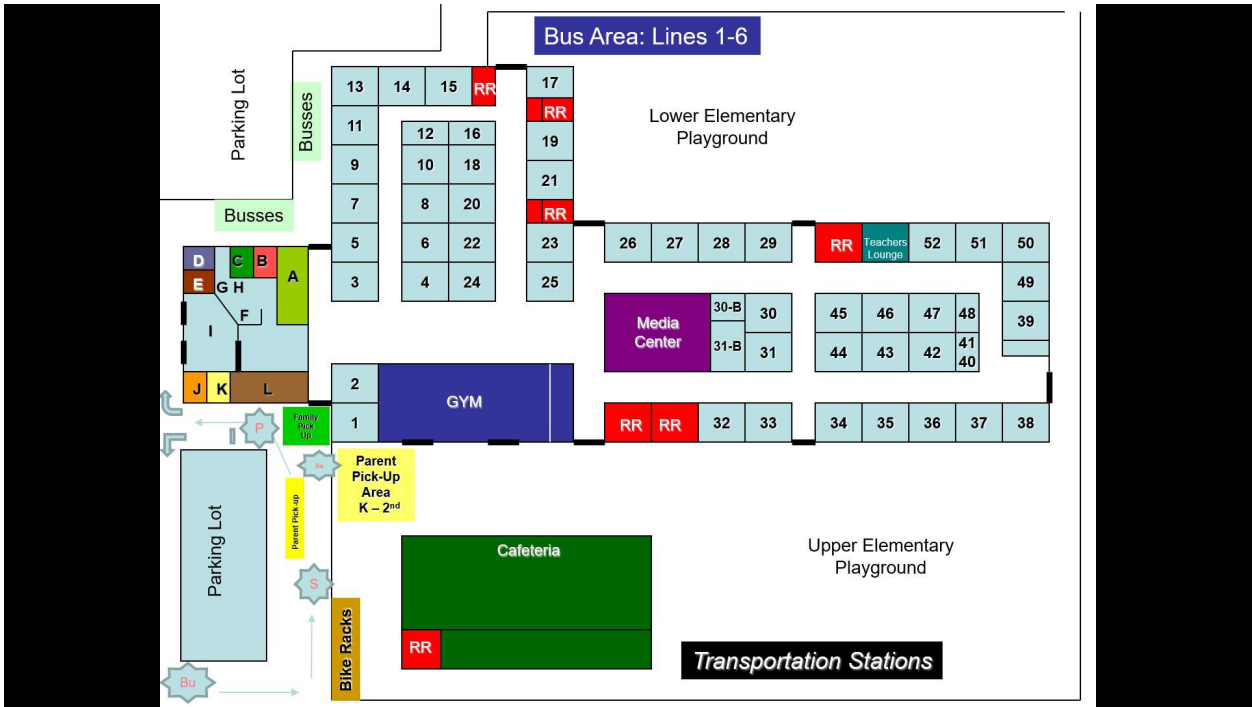 Bus Area: Lines 1-6
Parking Lot
Busses
Busses
13
14
15
RR
17
RR
11
12
16
19
9
10
18
21
7
8
20
RR
5
6
22
23
3
4
24
25
Lower Elementary
Playground
D
C
B
A
E
G
H
F
I
J
K
L
26
27
28
29
RR
Teachers
Lounge
52
51
50
49
39
Media
Center
30-B
30
31-B
31
45
46
47
48
44
43
42
41
40
2
1
GYM
RR
RR
32
33
34
35
36
37
38
Family
Pick
Up
P
Parent
Pick-Up
Area
K – 2nd
Parent Pick-up
Parking Lot
S
Bu
Bike Racks
Cafeteria
RR
Upper Elementary
Playground
Transportation Stations